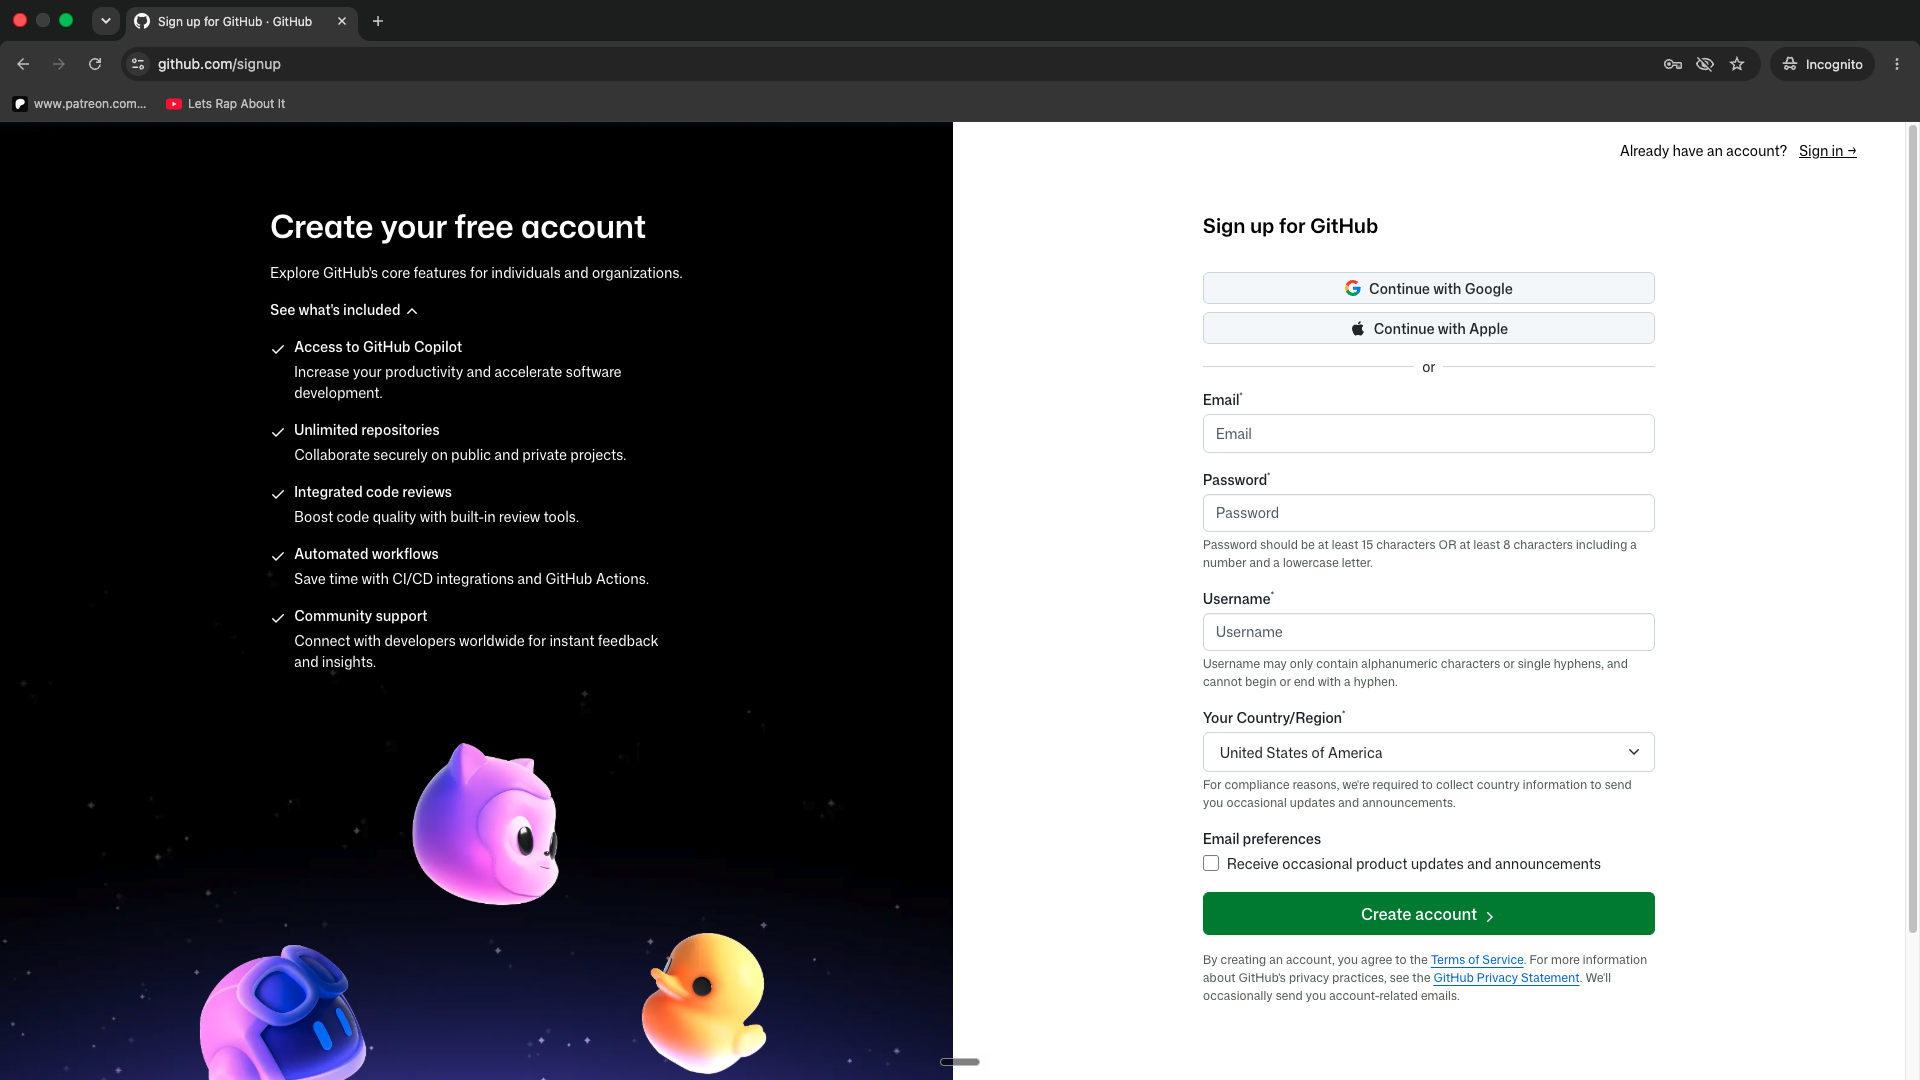 Sign up for GitHub · GitHub
github.com/signup
Incognito
www.patreon.com...
Lets Rap About It
Already have an account? Sign in →
Create your free account
Explore GitHub's core features for individuals and organizations.
See what's included
Access to GitHub Copilot
Increase your productivity and accelerate software
development.
Unlimited repositories
Collaborate securely on public and private projects.
Integrated code reviews
Boost code quality with built-in review tools.
Automated workflows
Save time with CI/CD integrations and GitHub Actions.
Community support
Connect with developers worldwide for instant feedback
and insights.
Sign up for GitHub
Continue with Google
Continue with Apple
or
Email*
Email
Password*
Password
Password should be at least 15 characters OR at least 8 characters including a
number and a lowercase letter.
Username*
Username
Username may only contain alphanumeric characters or single hyphens, and
cannot begin or end with a hyphen.
Your Country/Region*
United States of America
For compliance reasons, we're required to collect country information to send
you occasional updates and announcements.
Email preferences
Receive occasional product updates and announcements
Create account
By creating an account, you agree to the Terms of Service. For more information
about GitHub's privacy practices, see the GitHub Privacy Statement. We'll
occasionally send you account-related emails.